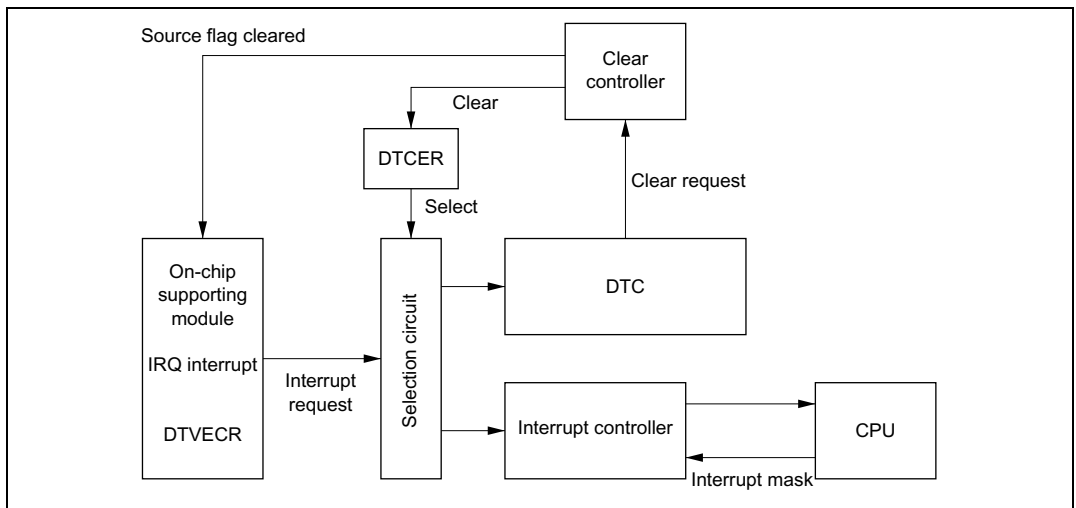 Source flag cleared
Clear
controller
Clear
DTCER
Clear request
Select
On-chip
supporting
module
IRQ interrupt
DTVECR
Interrupt
request
Selection circuit
DTC
Interrupt controller
CPU
Interrupt mask